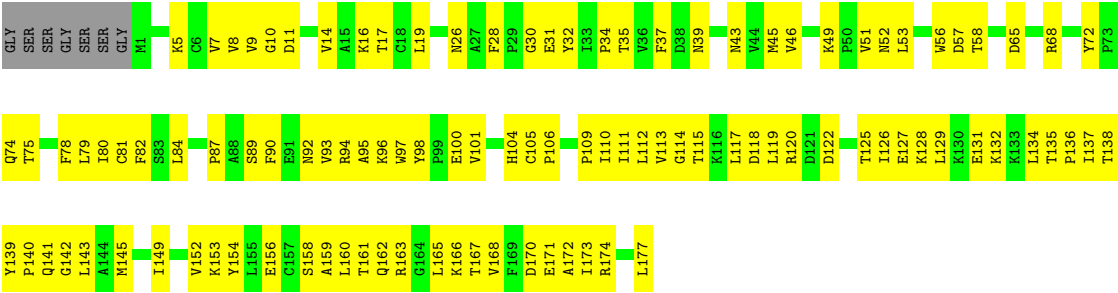 GLY SER SER GLY SER SER GLY M1 K5 C6 V7 V8 V9 G10 D11 V14 A15 K16 T17 C18 L19 N26 A27 F28 P29 G30 E31 Y32 I33 P34 T35 V36 F37 D38 N39 N43 V44 M45 V46 K49 P50 V51 N52 L53 W56 D57 T58 D65 R68 Y72 P73
Q74 T75 F78 L79 I80 C81 F82 S83 L84 P87 A88 S89 F90 E91 N92 V93 R94 A95 K96 W97 Y98 P99 E100 V101 H104 C105 P106 P109 I110 I111 L112 V113 G114 T115 K116 L117 D118 L119 R120 D121 D122 T125 I126 E127 K128 L129 K130 E131 K132 K133 L134 T135 P136 I137 T138
Y139 P140 Q141 G142 L143 A144 M145 I149 V152 K153 Y154 L155 E156 C157 S158 A159 L160 T161 Q162 R163 G164 L165 K166 T167 V168 F169 D170 E171 A172 I173 R174 L177